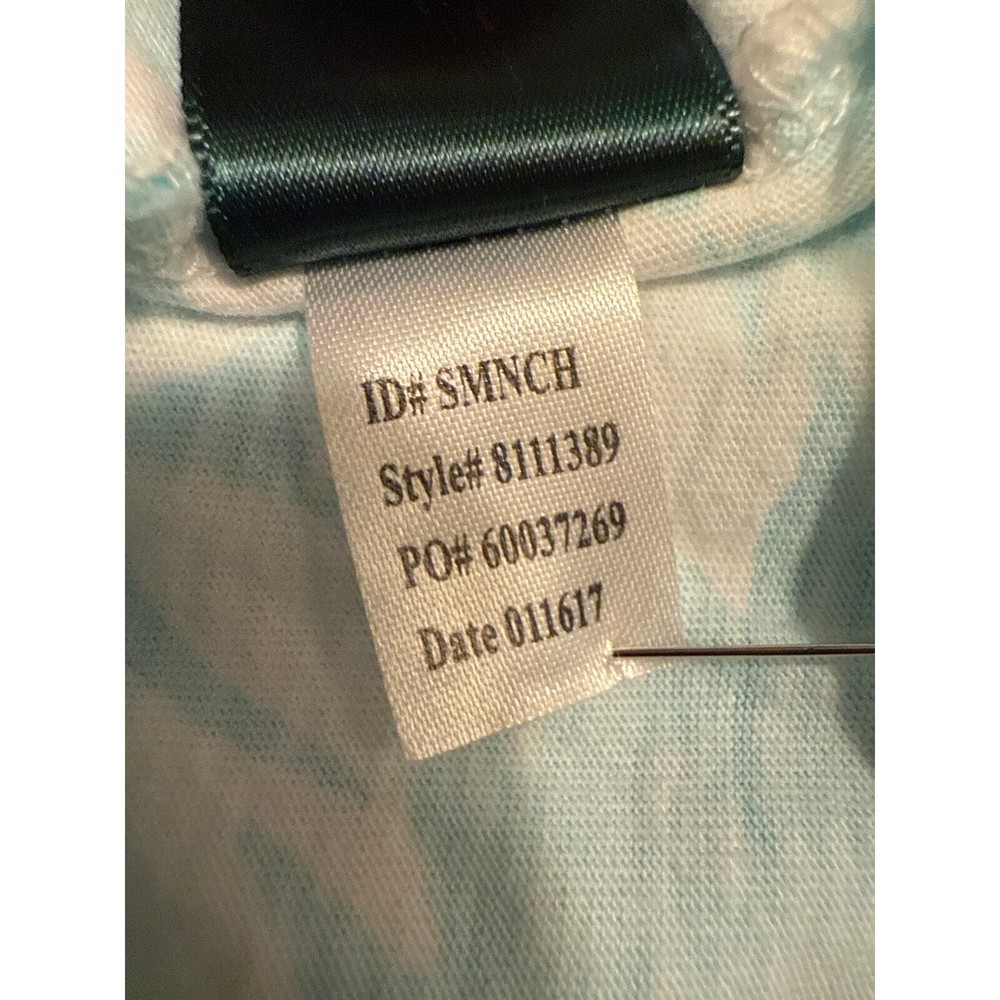 ID# SMNCH
Style# 8111389
PO# 60037269
Date 011617